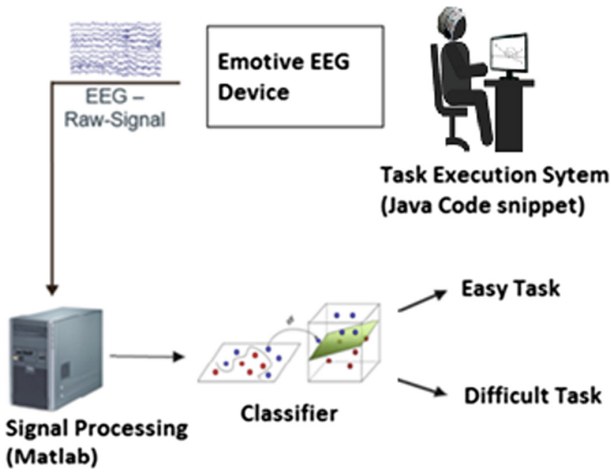 Emotive EEG
Device
EEG –
Raw-Signal
Task Execution Sytem
(Java Code snippet)
Easy Task
Difficult Task
Classifier
Signal Processing
(Matlab)